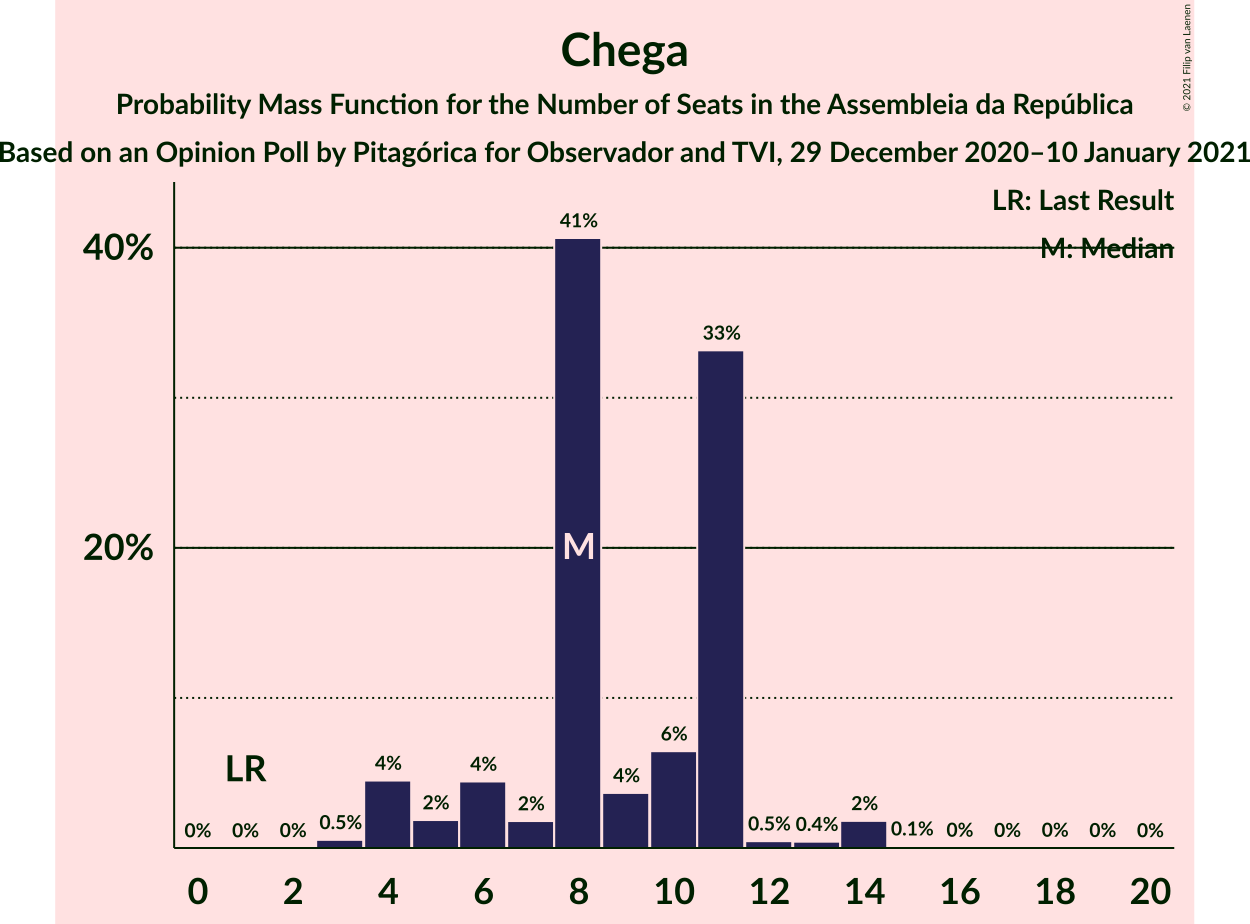 Chega
Probability Mass Function for the Number of Seats in the Assembleia da República
Based on an Opinion Poll by Pitagórica for Observador and TVI, 29 December 2020–10 January 2021
© 2021 Filip van Laenen
LR: Last Result
M: Median
40%
20%
41%
33%
M
LR
0% 0% 0% 0.5% 4% 2% 4% 2% 4% 6% 0.5% 0.4% 2% 0.1% 0% 0% 0% 0% 0%
0 2 4 6 8 10 12 14 16 18 20